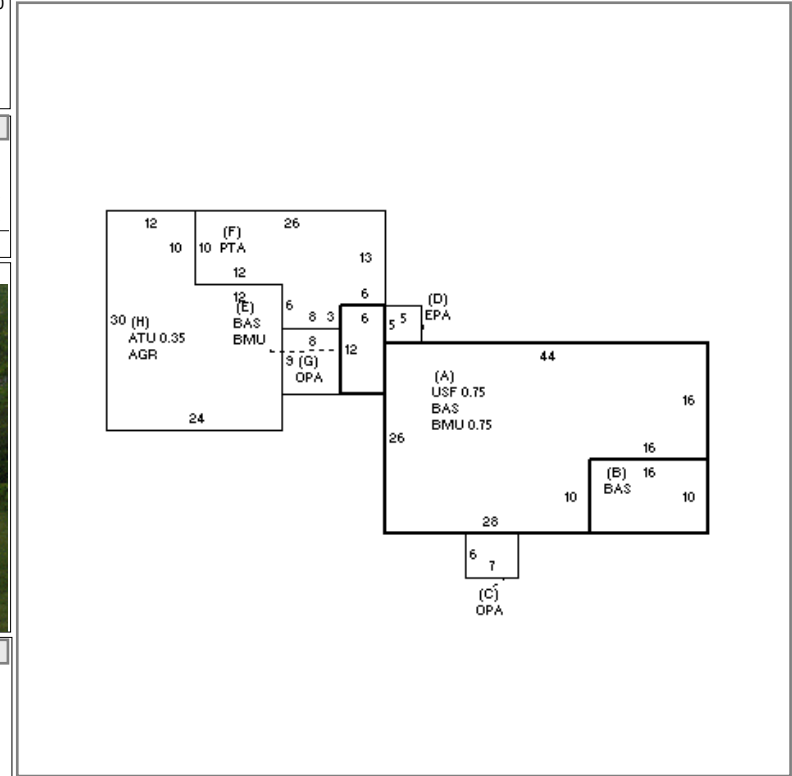 12
26
(F)
PTA
10
10
13
12
12
(E)
BAS
BMU
6
8
3
6
6
(D)
EPA
5
5
30
(H)
ATU 0.35
AGR
8
9
(G)
OPA
12
44
(A)
USF 0.75
BAS
BMU 0.75
16
24
26
16
(B)
BAS
16
10
10
28
6
7
(C)
OPA